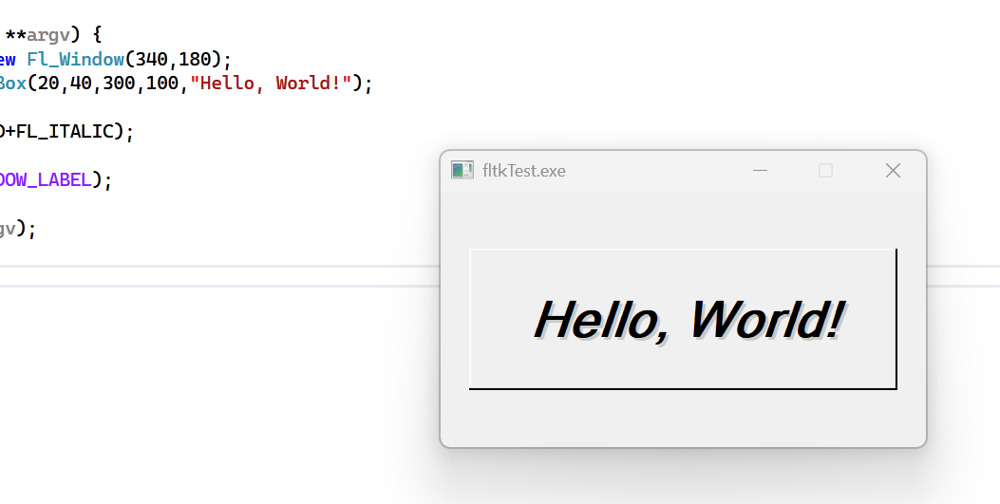 **argv) {
ew Fl_Window(340,180);
Box(20,40,300,100,"Hello, World!");
D+FL_ITALIC);
DOW_LABEL);
gv);
fltkTest.exe
Hello, World!